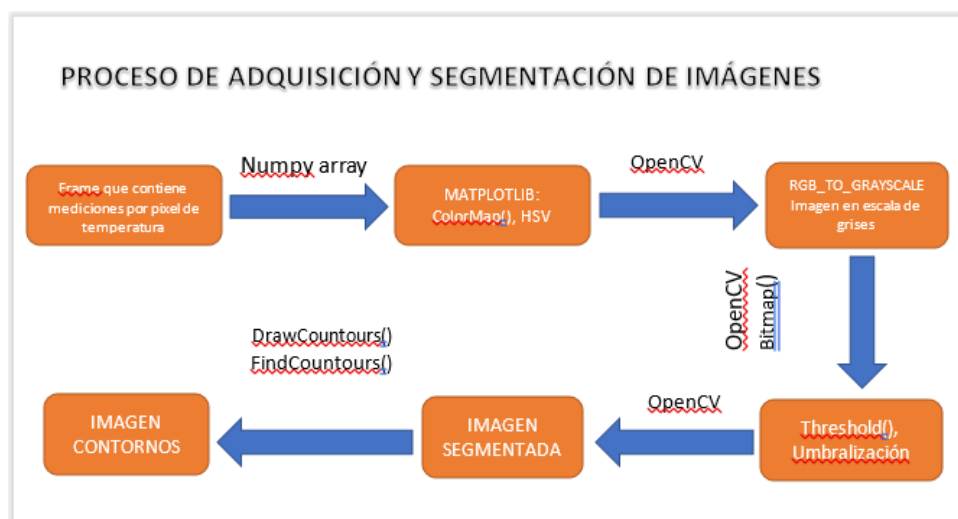 PROCESO DE ADQUISICIÓN Y SEGMENTACIÓN DE IMÁGENES
Frame que contiene
mediciones por pixel de
temperatura
Numpy array
MATPLOTLIB:
ColorMap(), HSV
OpenCV
RGB_TO_GRAYSCALE
Imagen en escala de
grises
OpenCV
Bitmap()
Threshold(),
Umbralización
OpenCV
IMAGEN
SEGMENTADA
DrawCountours()
FindCountours()
IMAGEN
CONTORNOS